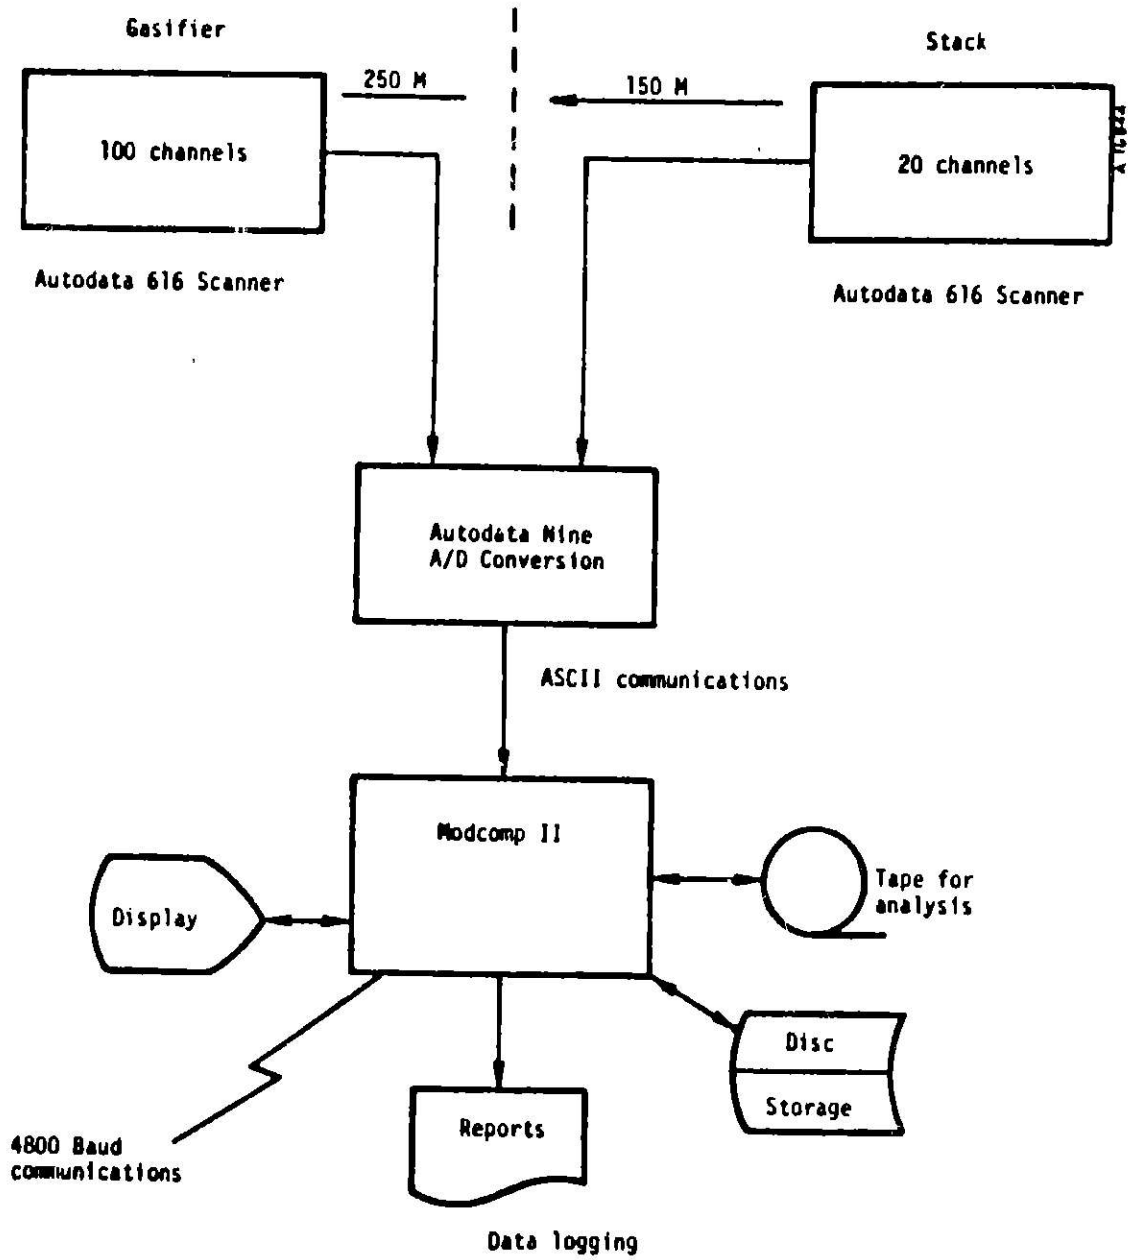 Gasifier
Stack
250 M
150 M
100 channels
20 channels
Autodata 616 Scanner
Autodata 616 Scanner
Autodata Nine
A/D Conversion
ASCII communications
Modcomp II
Display
Tape for
analysis
Disc
Storage
Reports
4800 Baud
communications
Data logging